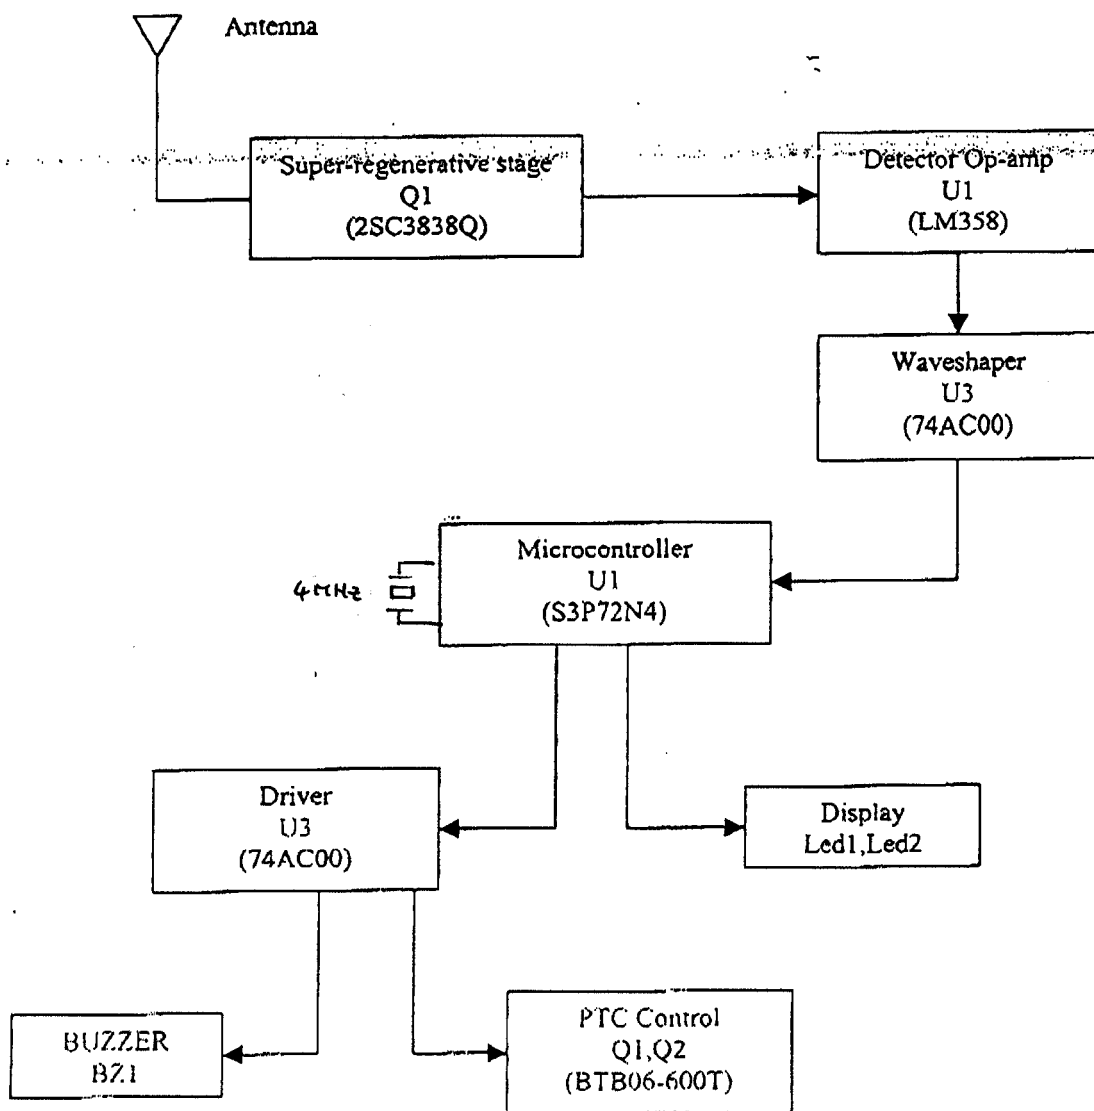 Antenna
Super-regenerative stage
Q1
(2SC3838Q)
Detector Op-amp
U1
(LM358)
Waveshaper
U3
(74AC00)
Microcontroller
U1
(S3P72N4)
4MHz
Driver
U3
(74AC00)
Display
Led1,Led2
BUZZER
BZ1
PTC Control
Q1,Q2
(BTB06-600T)